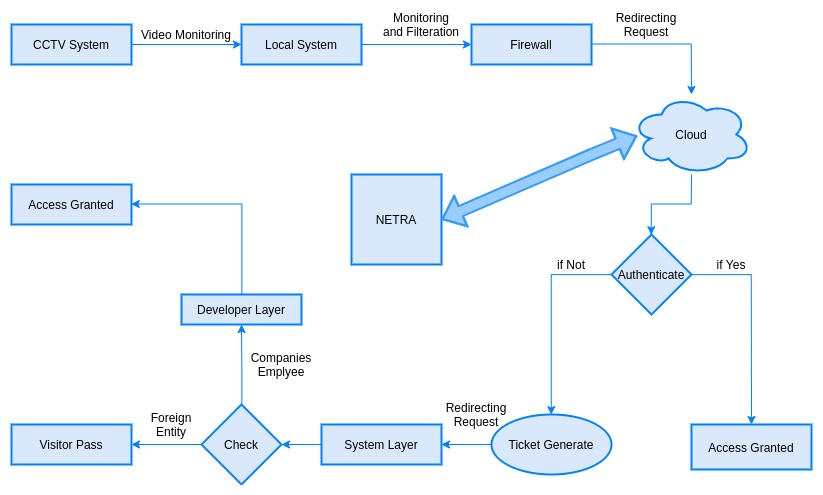 CCTV System
Video Monitoring
Local System
Monitoring
and Filteration
Firewall
Redirecting
Request
Cloud
Access Granted
NETRA
if Not
Authenticate
if Yes
Developer Layer
Companies
Emplyee
Foreign
Entity
Visitor Pass
Check
System Layer
Redirecting
Request
Ticket Generate
Access Granted